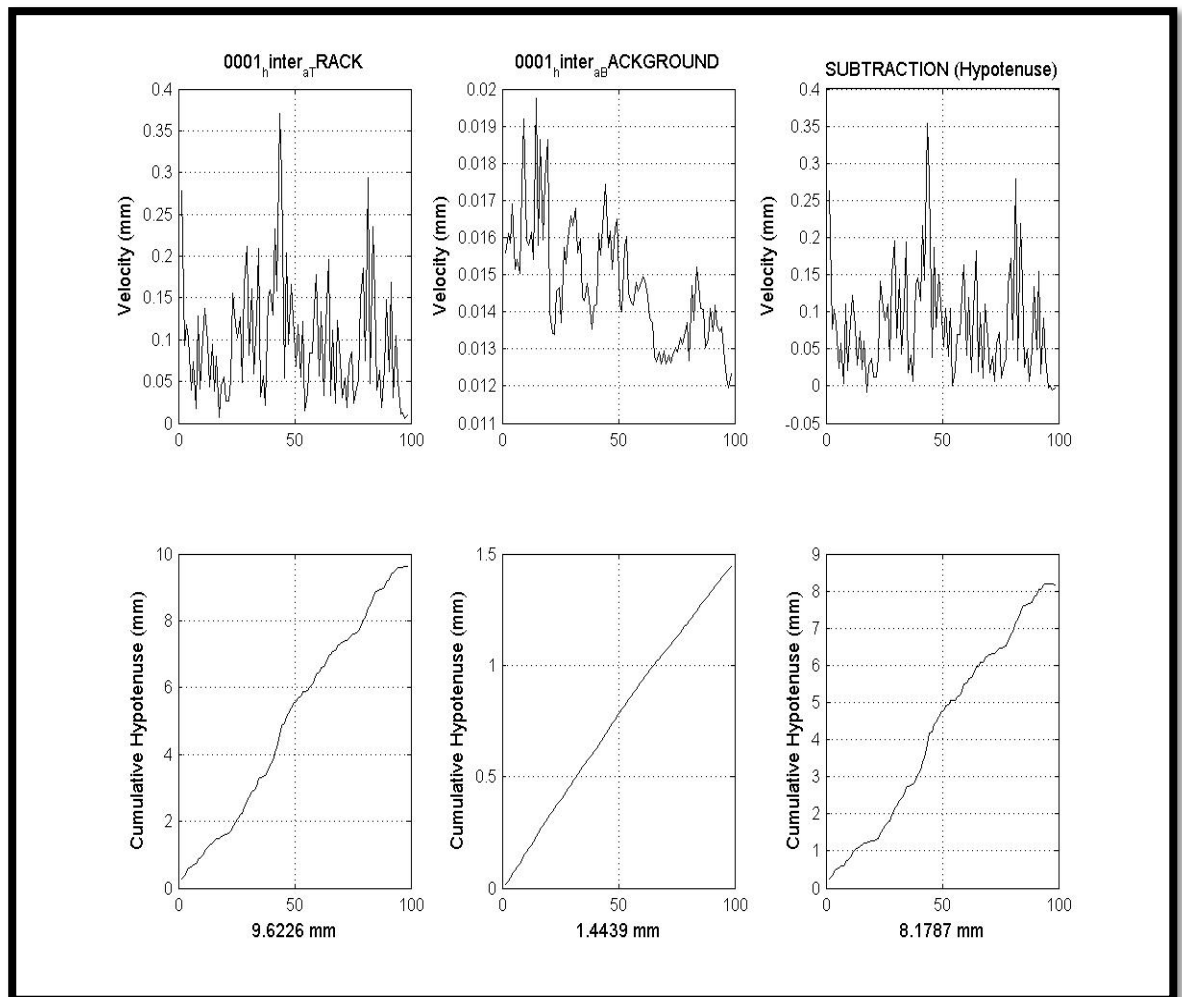 0001_hinter_aTRACK
0.4
0.35
0.3
0.25
0.2
0.15
0.1
0.05
0
Velocity (mm)
0 50 100
0001_hinter_aBACKGROUND
0.02
0.019
0.018
0.017
0.016
0.015
0.014
0.013
0.012
0.011
Velocity (mm)
0 50 100
SUBTRACTION (Hypotenuse)
0.4
0.35
0.3
0.25
0.2
0.15
0.1
0.05
0
-0.05
Velocity (mm)
0 50 100
10
8
6
4
2
0
Cumulative Hypotenuse (mm)
0 50 100
9.6226 mm
1.5
1
0.5
0
Cumulative Hypotenuse (mm)
0 50 100
1.4439 mm
9
8
7
6
5
4
3
2
1
0
Cumulative Hypotenuse (mm)
0 50 100
8.1787 mm